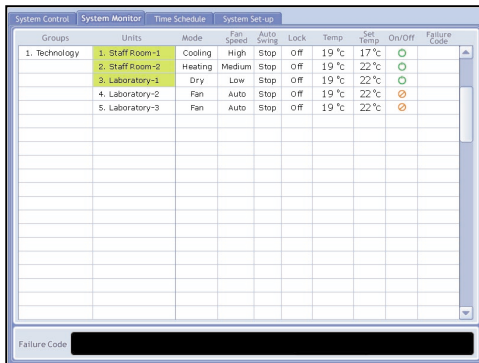 System Control System Monitor Time Schedule System Set-up
Groups Units Mode Fan Speed Auto Swing Lock Temp Set Temp On/Off Failure Code
1. Technology 1. Staff Room-1 Cooling High Stop Off 19 °c 17 °c
2. Staff Room-2 Heating Medium Stop Off 19 °c 22 °c
3. Laboratory-1 Dry Low Stop Off 19 °c 22 °c
4. Laboratory-2 Fan Auto Stop Off 19 °c 22 °c
5. Laboratory-3 Fan Auto Stop Off 19 °c 22 °c
Failure Code